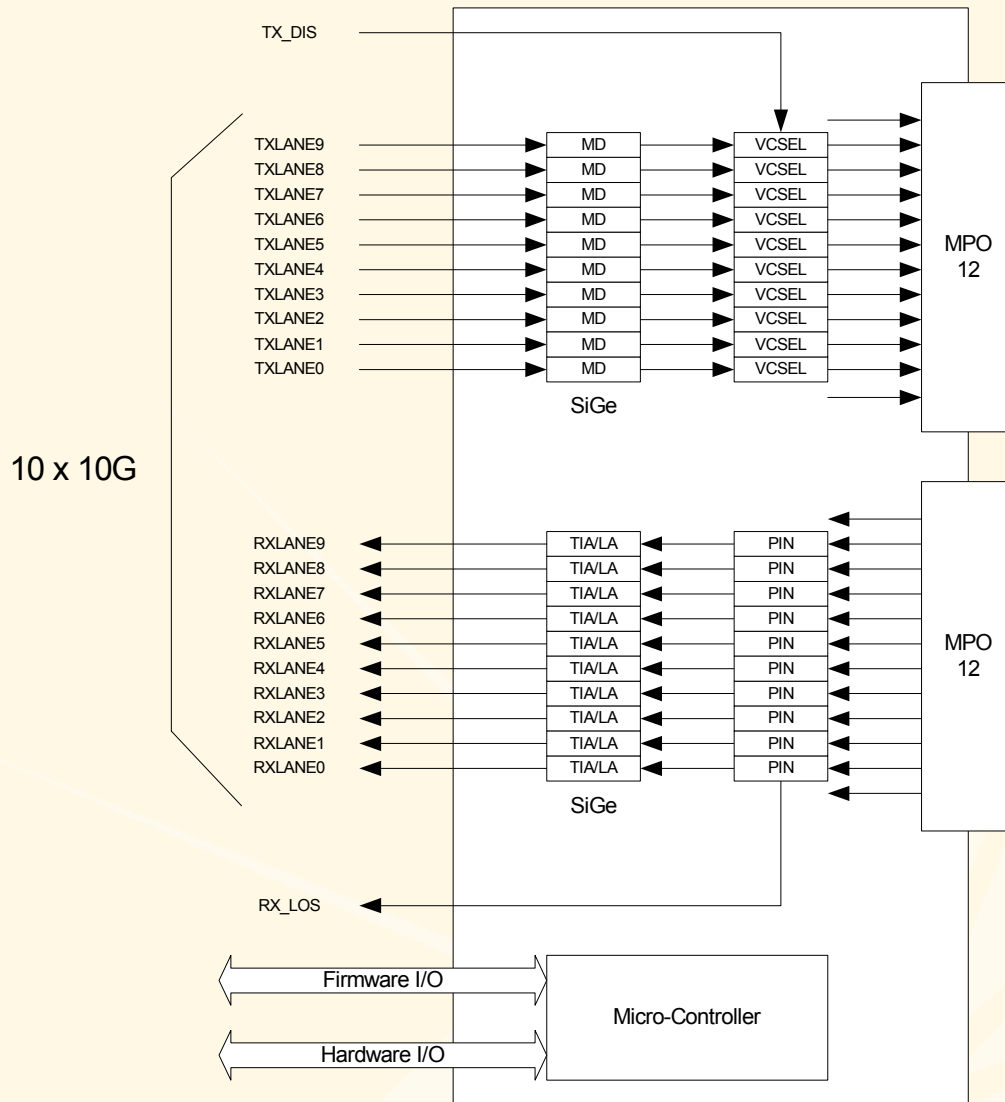 TX_DIS
TXLANE9 MD VCSEL
TXLANE8 MD VCSEL
TXLANE7 MD VCSEL
TXLANE6 MD VCSEL
TXLANE5 MD VCSEL
TXLANE4 MD VCSEL
TXLANE3 MD VCSEL
TXLANE2 MD VCSEL
TXLANE1 MD VCSEL
TXLANE0 MD VCSEL
MPO
12
SiGe
10 x 10G
RXLANE9 TIA/LA PIN
RXLANE8 TIA/LA PIN
RXLANE7 TIA/LA PIN
RXLANE6 TIA/LA PIN
RXLANE5 TIA/LA PIN
RXLANE4 TIA/LA PIN
RXLANE3 TIA/LA PIN
RXLANE2 TIA/LA PIN
RXLANE1 TIA/LA PIN
RXLANE0 TIA/LA PIN
MPO
12
SiGe
RX_LOS
Firmware I/O
Micro-Controller
Hardware I/O